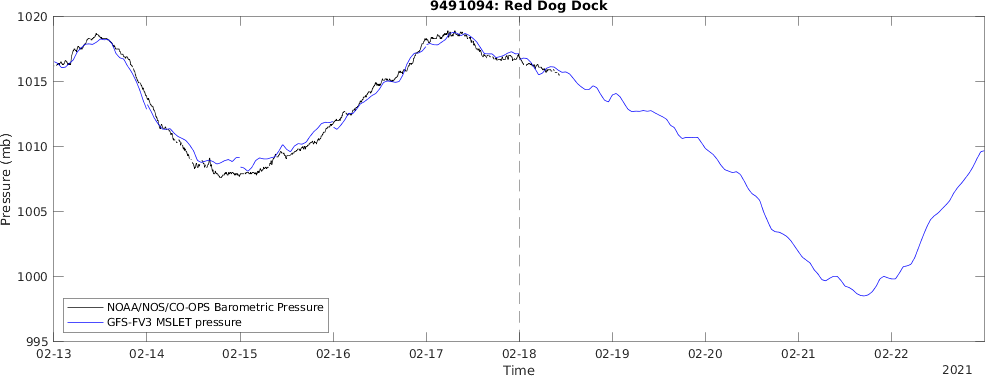 9491094: Red Dog Dock
1020
1015
1010
1005
1000
995
Pressure (mb)
NOAA/NOS/CO-OPS Barometric Pressure
GFS-FV3 MSLET pressure
02-13 02-14 02-15 02-16 02-17 02-18 02-19 02-20 02-21 02-22
Time
2021